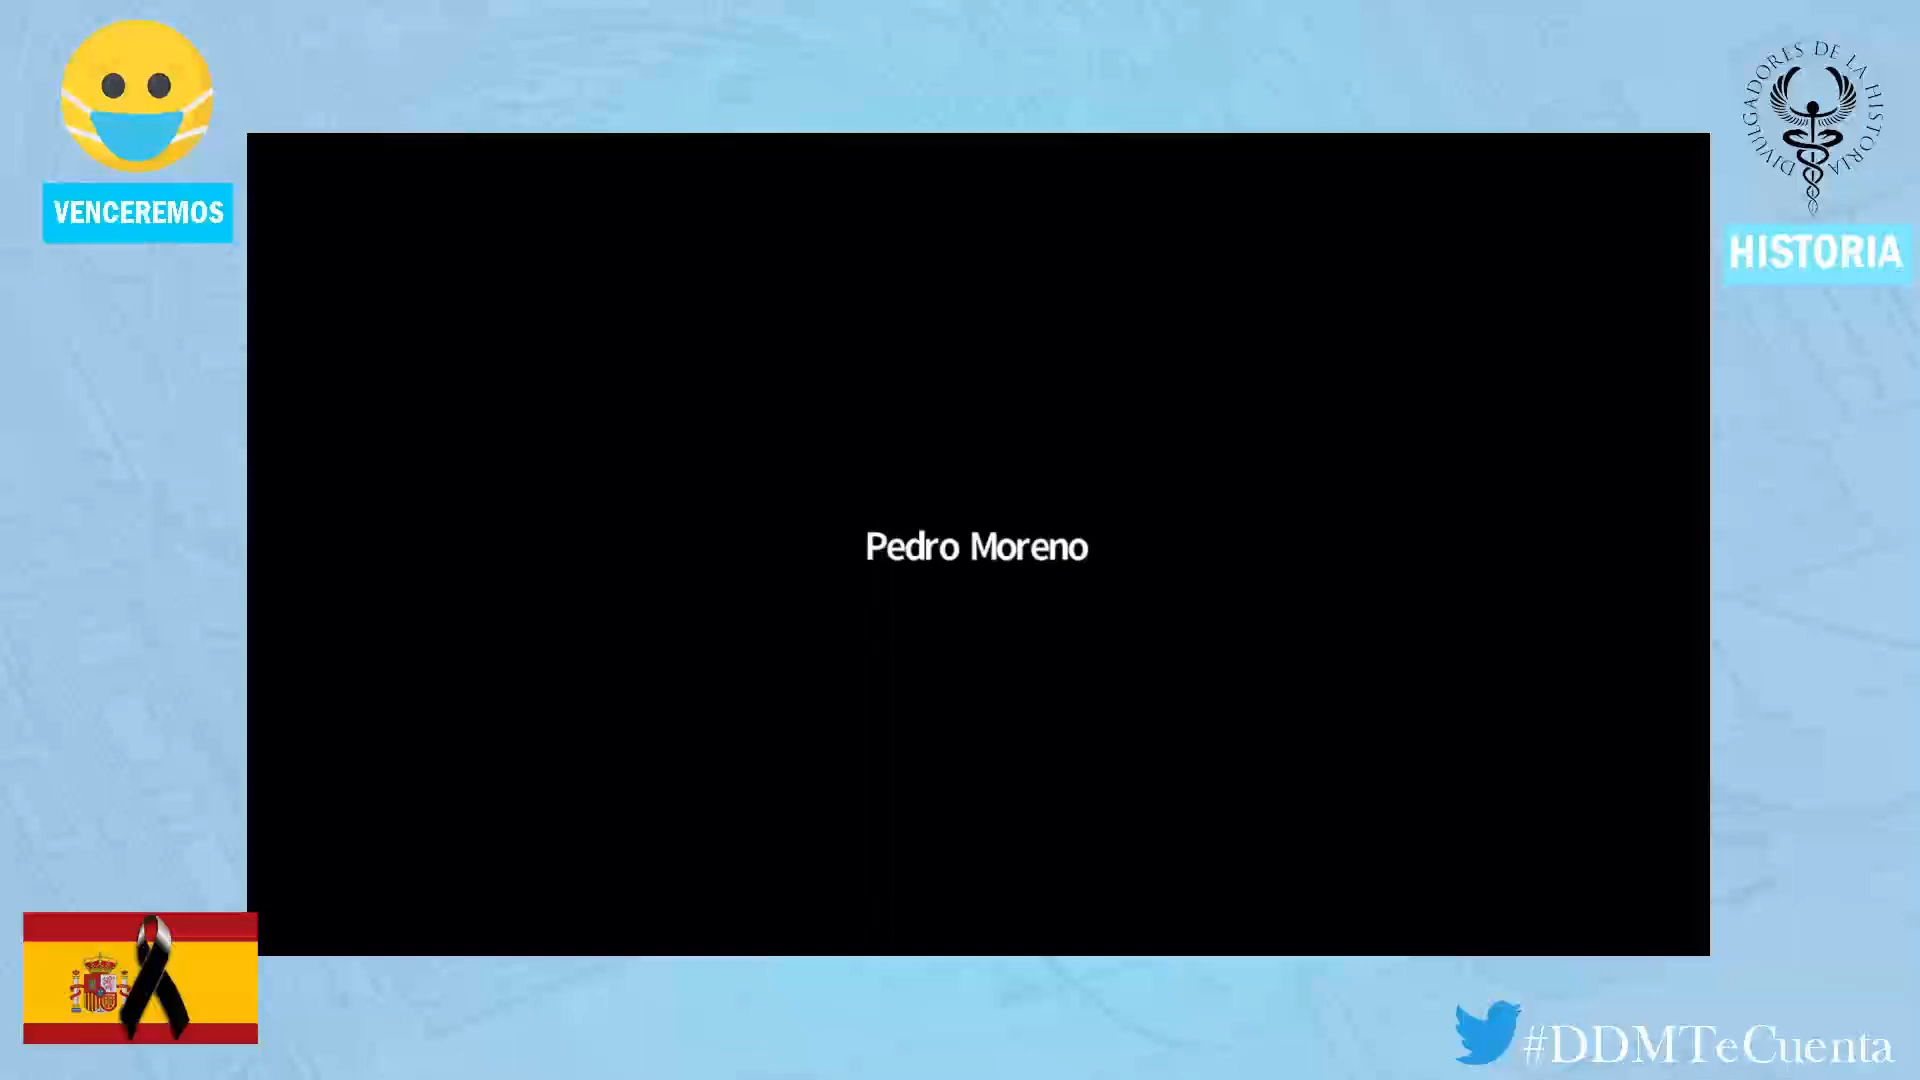 VENCEREMOS
DIVULGADORES DE LA HISTORIA
HISTORIA
Pedro Moreno
#DDMTeCuenta